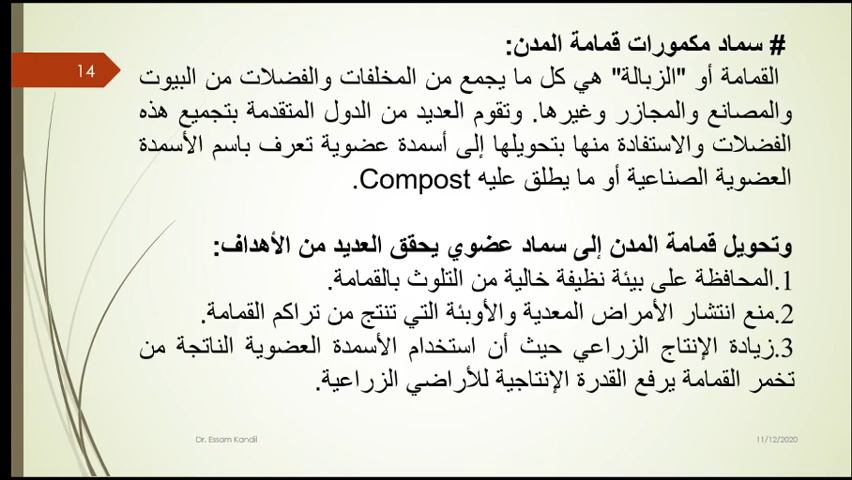 # سماد مكمورات قمامة المدن:
14
القمامة أو "الزبالة" هي كل ما يجمع من المخلفات والفضلات من البيوت
والمصانع والمجازر وغيرها. وتقوم العديد من الدول المتقدمة بتجميع هذه
الفضلات والاستفادة منها بتحويلها إلى أسمدة عضوية تعرف باسم الأسمدة
العضوية الصناعية أو ما يطلق عليه Compost.
وتحويل قمامة المدن إلى سماد عضوي يحقق العديد من الأهداف:
1.المحافظة على بيئة نظيفة خالية من التلوث بالقمامة.
2.منع انتشار الأمراض المعدية والأوبئة التي تنتج من تراكم القمامة.
3.زيادة الإنتاج الزراعي حيث أن استخدام الأسمدة العضوية الناتجة من
تخمر القمامة يرفع القدرة الإنتاجية للأراضي الزراعية.
Dr. Essam Kandil
11/12/2020